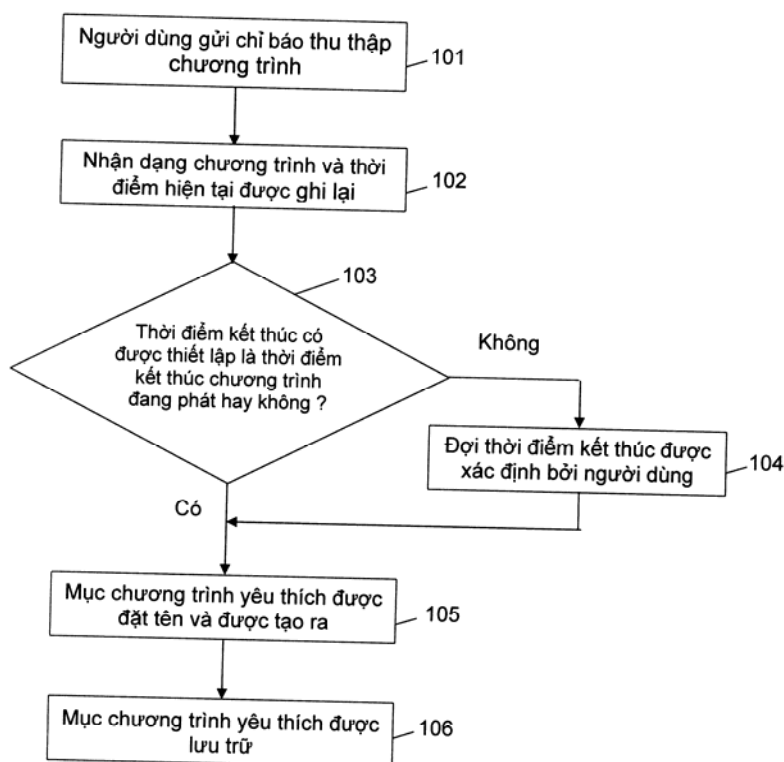 Người dùng gửi chỉ báo thu thập
chương trình
101
Nhận dạng chương trình và thời
điểm hiện tại được ghi lại
102
103
Thời điểm kết thúc có
được thiết lập là thời điểm
kết thúc chương trình
đang phát hay không ?
Không
Đợi thời điểm kết thúc được
xác định bởi người dùng
104
Có
Mục chương trình yêu thích được
đặt tên và được tạo ra
105
Mục chương trình yêu thích được
lưu trữ
106